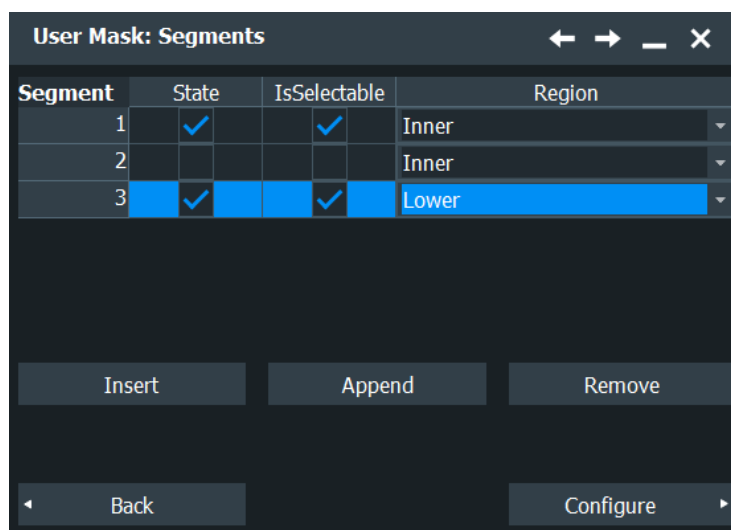 User Mask: Segments
Segment State IsSelectable Region
1 Inner
2 Inner
3 Lower
Insert Append Remove
Back Configure